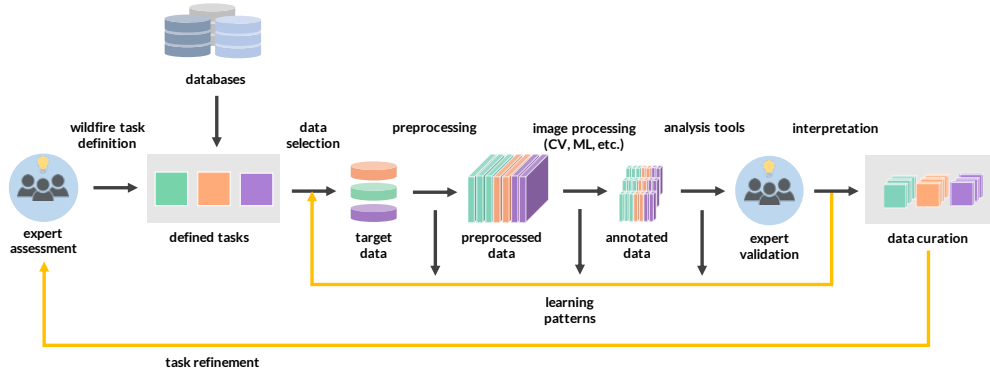 databases
wildfire task
definition
data
selection
preprocessing
image processing
(CV, ML, etc.)
analysis tools
interpretation
expert
assessment
defined tasks
target
data
preprocessed
data
annotated
data
expert
validation
data curation
learning
patterns
task refinement